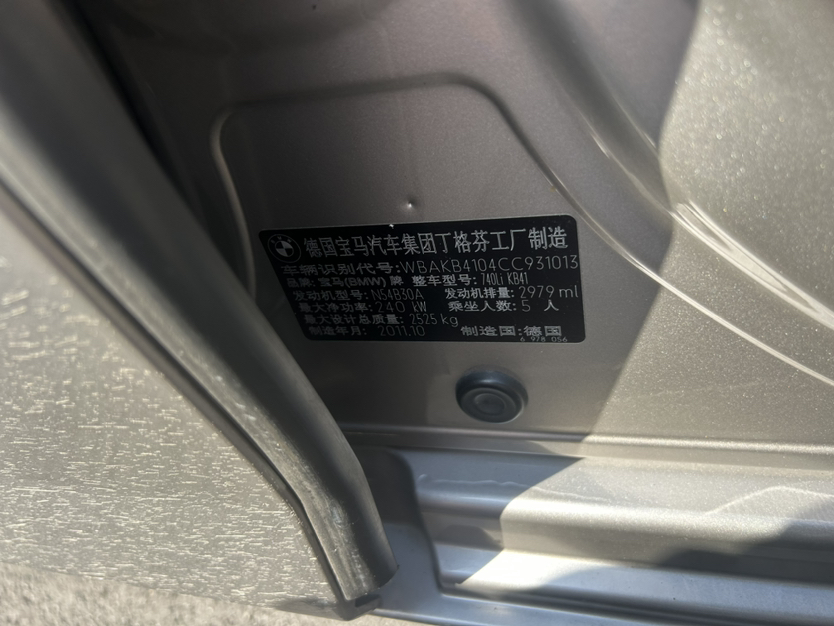 德国宝马汽车集团丁格芬工厂制造
车辆识别代号:WBAKB4104CC931013
品牌:宝马(BMW)牌 整车型号:740Li KB41
发动机型号:N54B30A 发动机排量:2979ml
最大净功率:240 kW 乘坐人数:5 人
最大设计总质量:2525kg
制造年月:2011.10 制造国:德国
6 978 056